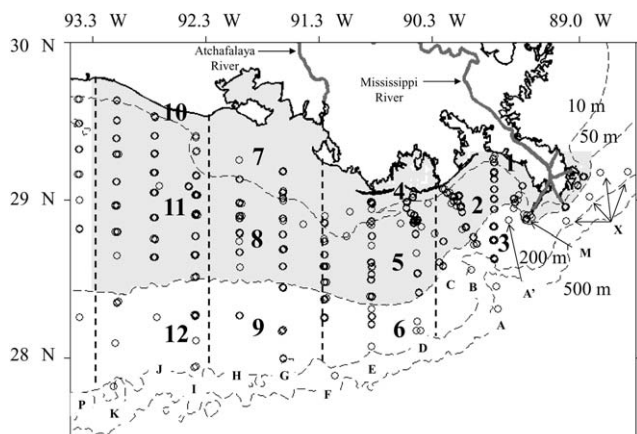 93.3 W 92.3 W 91.3 W 90.3 W 89.0 W
30 N
Atchafalaya
River
Mississippi
River
10 m
50 m
10
7
1
29 N
4
11
2
X
8
3
M
200 m
5
C
B
A'
500 m
12
9
6
A
28 N
D
J
H
G
E
P
K
I
F